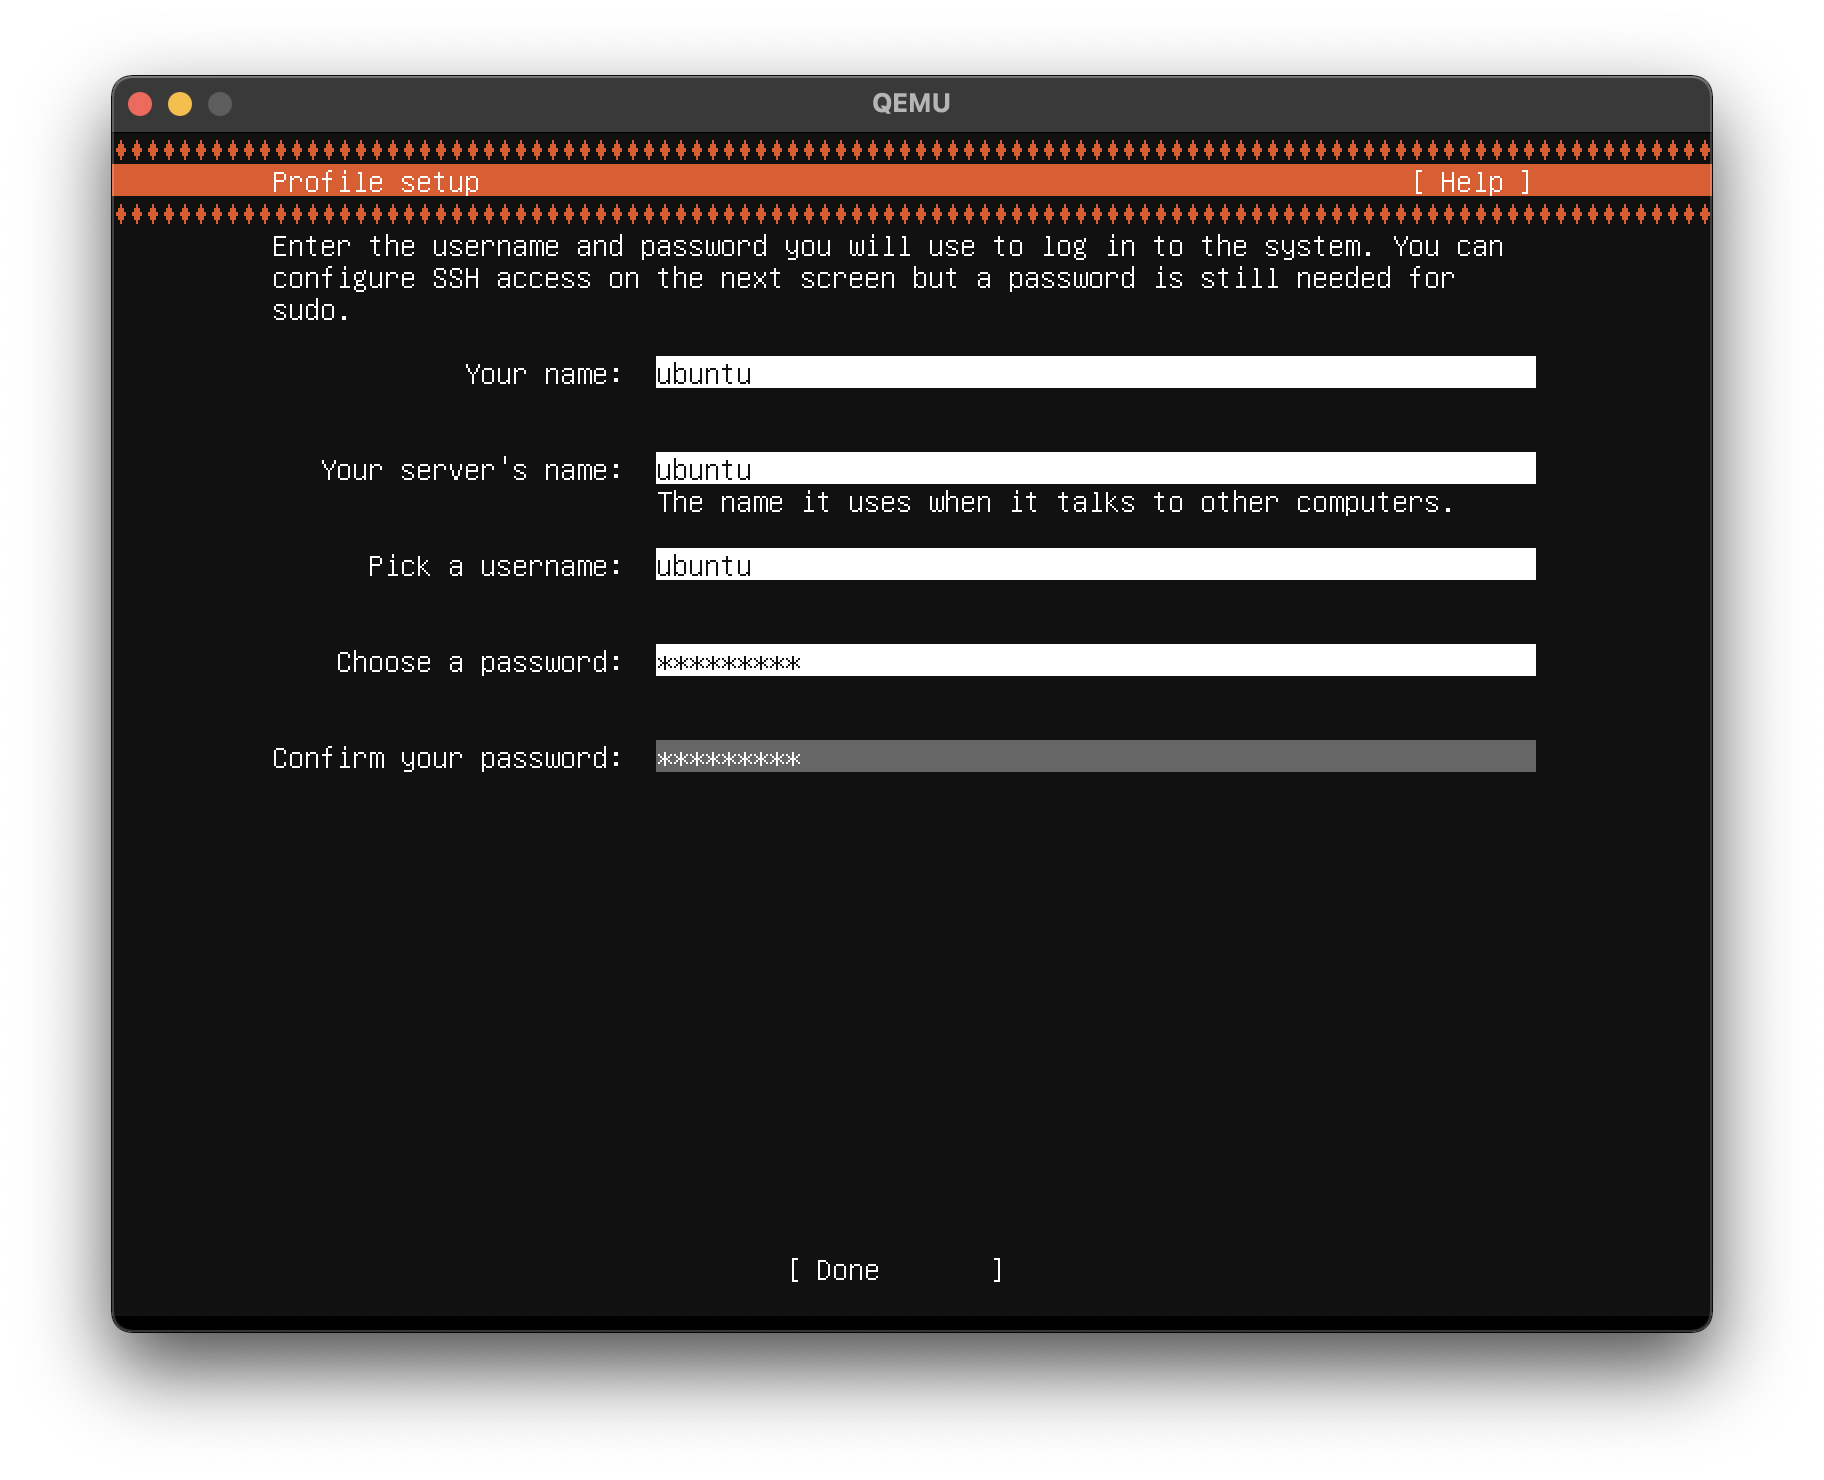 QEMU
Profile setup [ Help ]
Enter the username and password you will use to log in to the system. You can
configure SSH access on the next screen but a password is still needed for
sudo.
Your name: ubuntu
Your server's name: ubuntu
The name it uses when it talks to other computers.
Pick a username: ubuntu
Choose a password: *********
Confirm your password: *********
[ Done ]